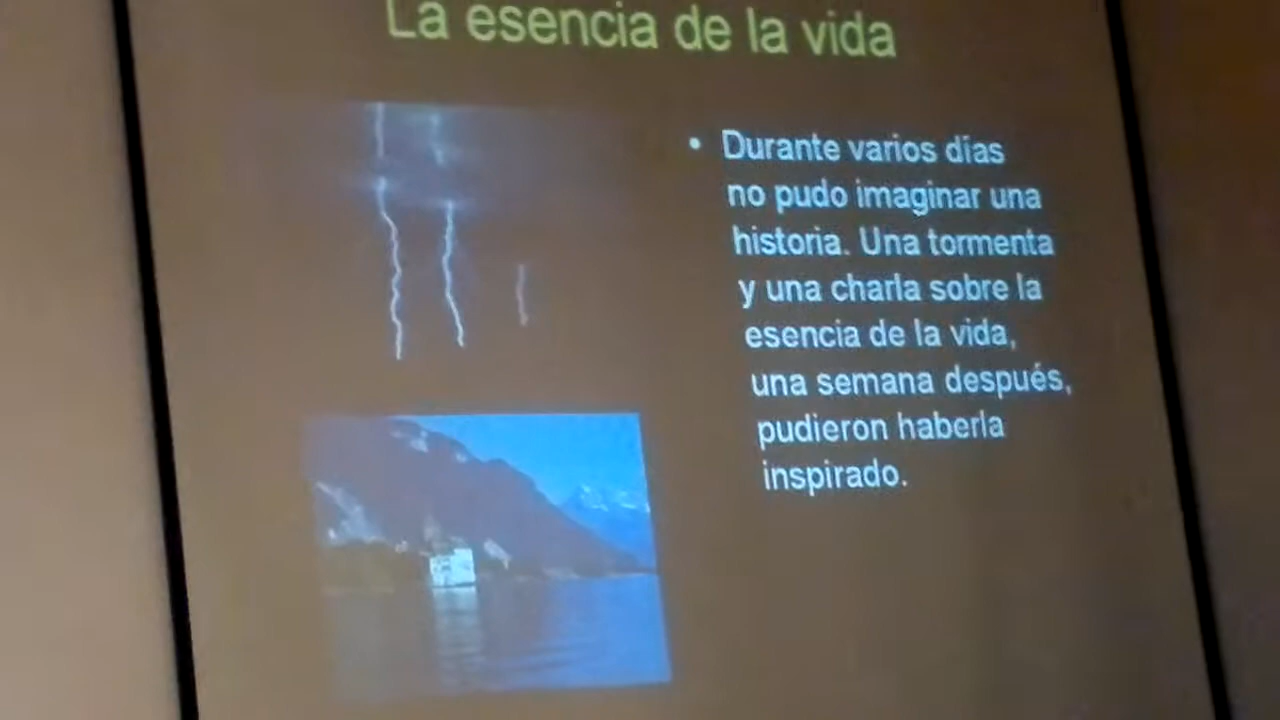 La esencia de la vida
• Durante varios días
no pudo imaginar una
historia. Una tormenta
y una charla sobre la
esencia de la vida,
una semana después,
pudieron haberla
inspirado.